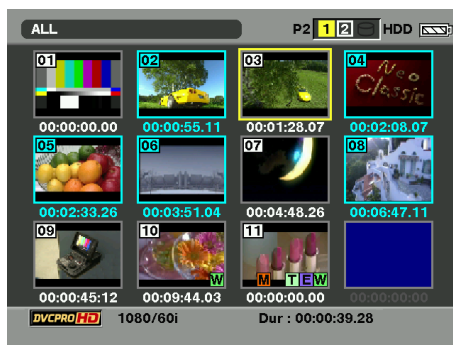 ALL P2 1 2 HDD
01 02 03 04
Neo
Classic
00:00:00.00 00:00:55.11 00:01:28.07 00:02:08.07
05 06 07 08
00:02:33.26 00:03:51.04 00:04:48.26 00:06:47.11
09 10 11
W M T E W
00:00:45:12 00:09:44.03 00:00:00.00 00:00:00.00
DVCPRO HD 1080/60i Dur : 00:00:39.28